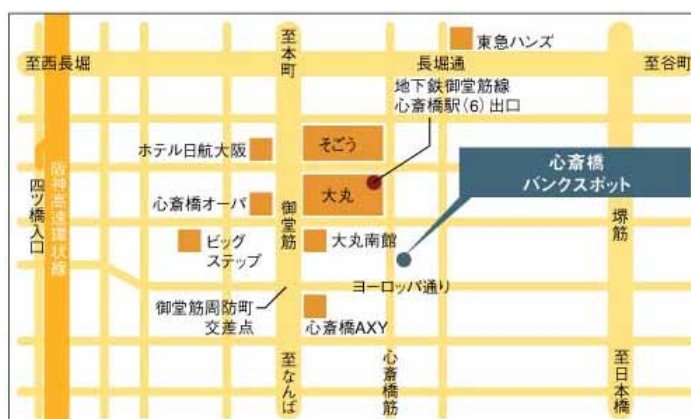 東急ハンズ
至本町
至西長堀
長堀通
至谷町
地下鉄御堂筋線
心斎橋駅(6)出口
ホテル日航大阪
そごう
心斎橋
バンクスポット
四ツ橋入口
阪神高速環状線
心斎橋オーパ
大丸
御堂筋
堺筋
ビッグ
ステップ
大丸南館
ヨーロッパ通り
御堂筋周防町
交差点
心斎橋AXY
至なんば
心斎橋筋
至日本橋